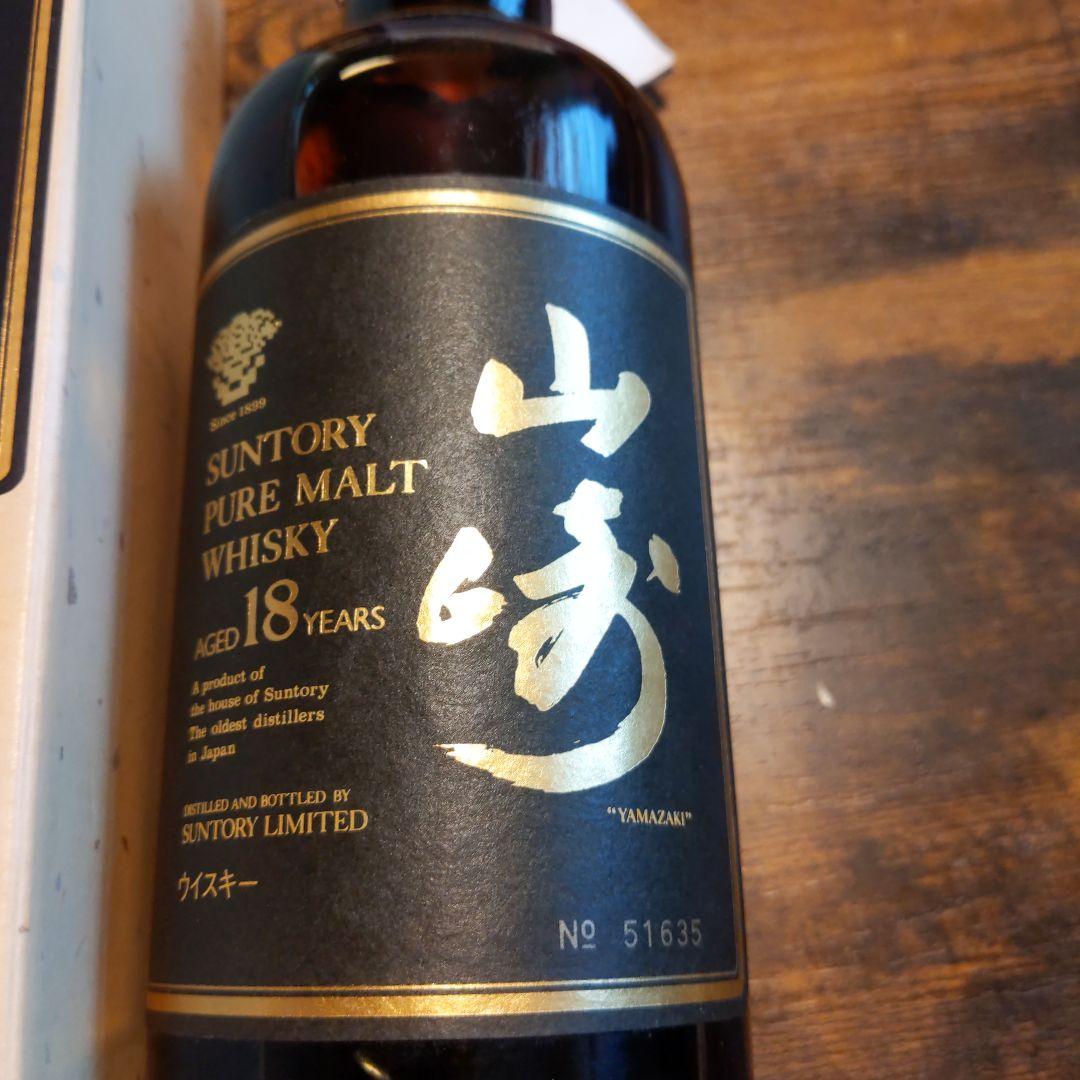 Since 1899
SUNTORY
PURE MALT
WHISKY
AGED 18 YEARS
A product of
the house of Suntory
The oldest distillers
in Japan
DISTILLED AND BOTTLED BY
SUNTORY LIMITED
ウイスキー
山崎
"YAMAZAKI"
№ 51635